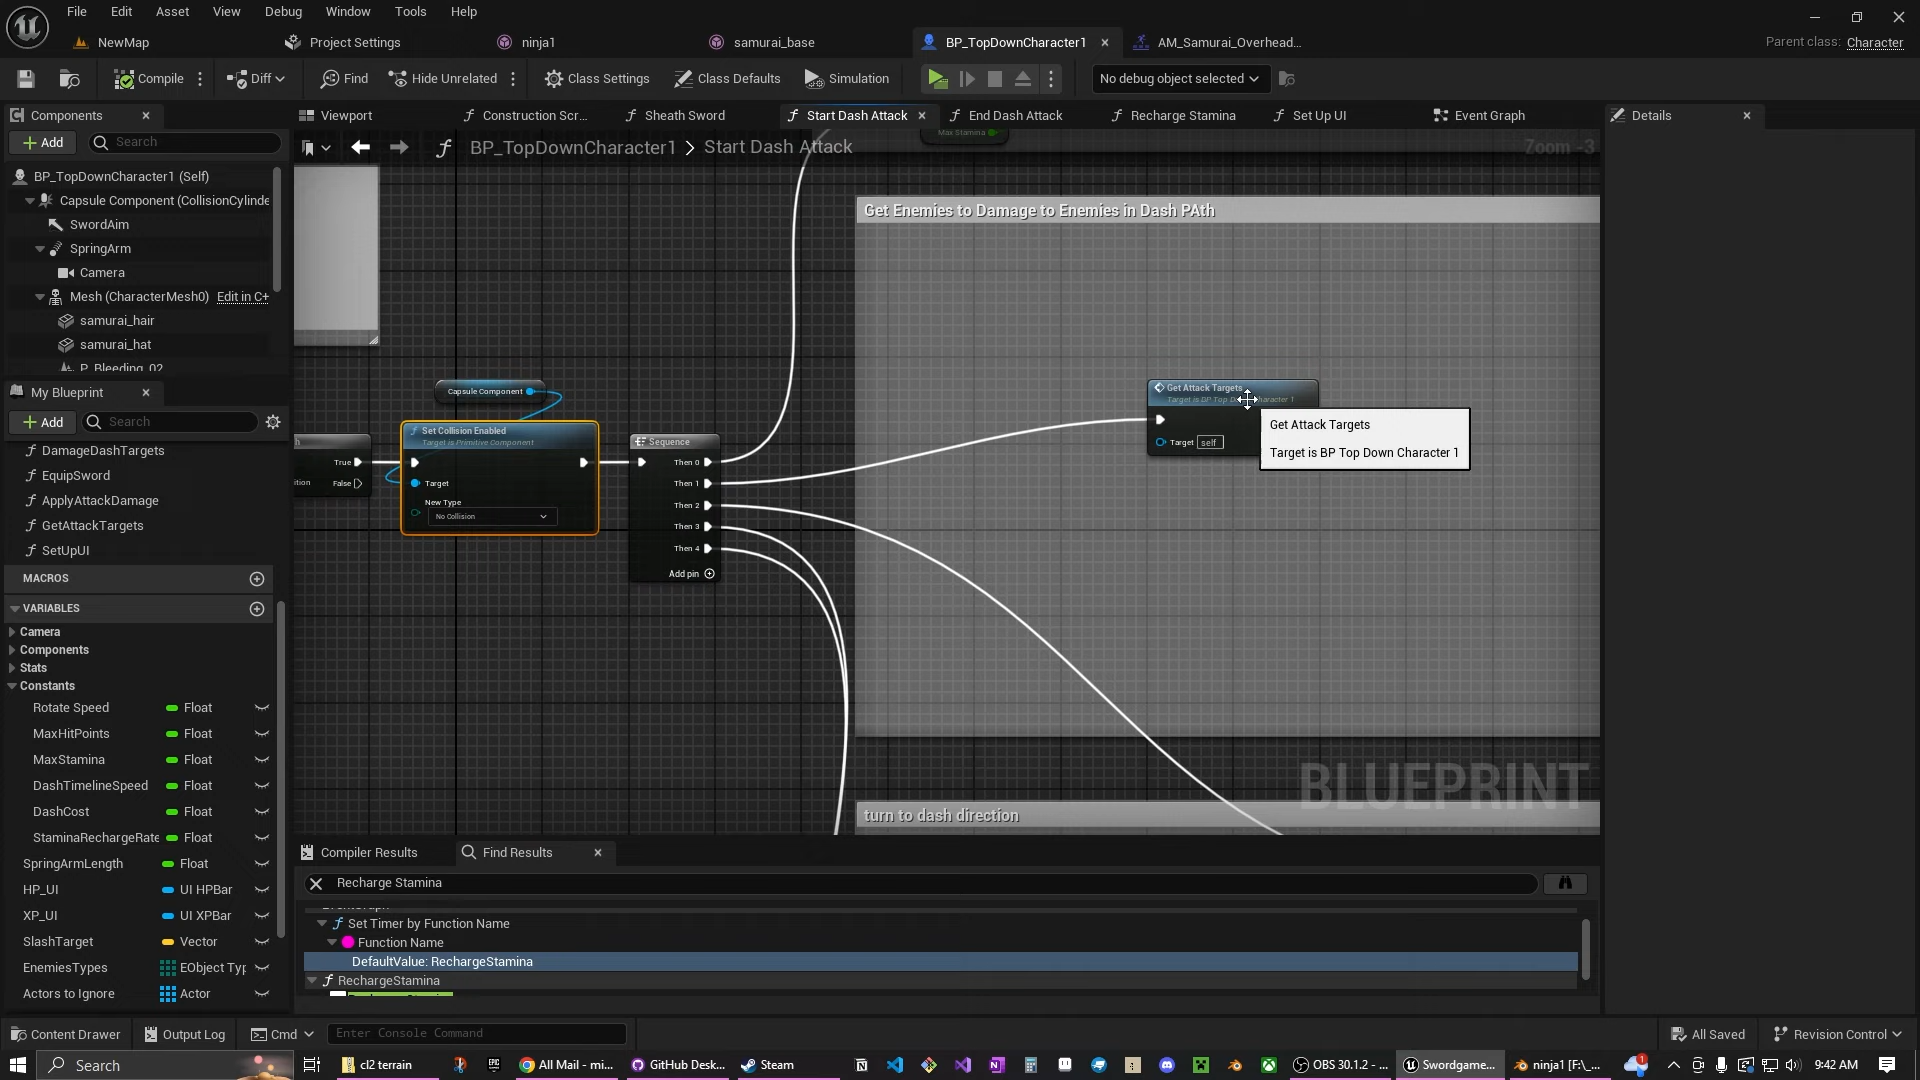 File Edit Asset View Debug Window Tools Help
NewMap Project Settings ninja1 samurai_base BP_TopDownCharacter1 AM_Samurai_Overhead... Parent class: Character
Compile Diff Find Hide Unrelated Class Settings Class Defaults Simulation No debug object selected
Components
Add Search
BP_TopDownCharacter1 (Self)
Capsule Component (CollisionCylinde
SwordAim
SpringArm
Camera
Mesh (CharacterMesh0) Edit in C+
samurai_hair
samurai_hat
P_Bleeding_02
My Blueprint
Add Search
DamageDashTargets
EquipSword
ApplyAttackDamage
GetAttackTargets
SetUpUI
MACROS
VARIABLES
Camera
Components
Stats
Constants
Rotate Speed Float
MaxHitPoints Float
MaxStamina Float
DashTimelineSpeed Float
DashCost Float
StaminaRechargeRate Float
SpringArmLength Float
HP_UI UI HPBar
XP_UI UI XPBar
SlashTarget Vector
EnemiesTypes EObject Typ
Actors to Ignore Actor
Viewport Construction Scr... Sheath Sword Start Dash Attack End Dash Attack Recharge Stamina Set Up UI Event Graph
BP_TopDownCharacter1 > Start Dash Attack
Zoom -3
Max Stamina
Get Enemies to Damage to Enemies in Dash PAth
Capsule Component
True
False
ition
Set Collision Enabled
Target is Primitive Component
Target
New Type
No Collision
Sequence
Then 0
Then 1
Then 2
Then 3
Then 4
Add pin
Get Attack Targets
Target self
Get Attack Targets
Target is BP Top Down Character 1
BLUEPRINT
turn to dash direction
Compiler Results Find Results
Recharge Stamina
Set Timer by Function Name
Function Name
DefaultValue: RechargeStamina
RechargeStamina
Details
Content Drawer Output Log Cmd Enter Console Command All Saved Revision Control
Search cl2 terrain All Mail - mi... GitHub Desk... Steam OBS 30.1.2 - ... Swordgame... ninja1 [F:\_... 1 9:42 AM